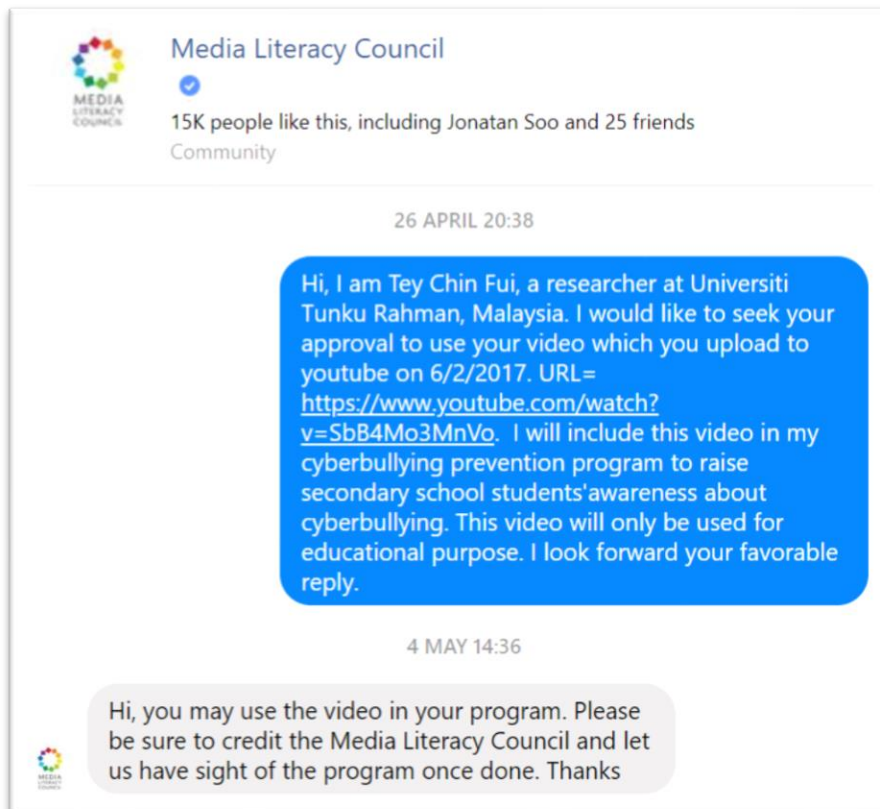 Media Literacy Council
MEDIA
LITERACY
COUNCIL
15K people like this, including Jonatan Soo and 25 friends
Community
26 APRIL 20:38
Hi, I am Tey Chin Fui, a researcher at Universiti
Tunku Rahman, Malaysia. I would like to seek your
approval to use your video which you upload to
youtube on 6/2/2017. URL=
https://www.youtube.com/watch?
v=SbB4Mo3MnVo.  I will include this video in my
cyberbullying prevention program to raise
secondary school students'awareness about
cyberbullying. This video will only be used for
educational purpose. I look forward your favorable
reply.
4 MAY 14:36
Hi, you may use the video in your program. Please
be sure to credit the Media Literacy Council and let
us have sight of the program once done. Thanks
MEDIA
LITERACY
COUNCIL